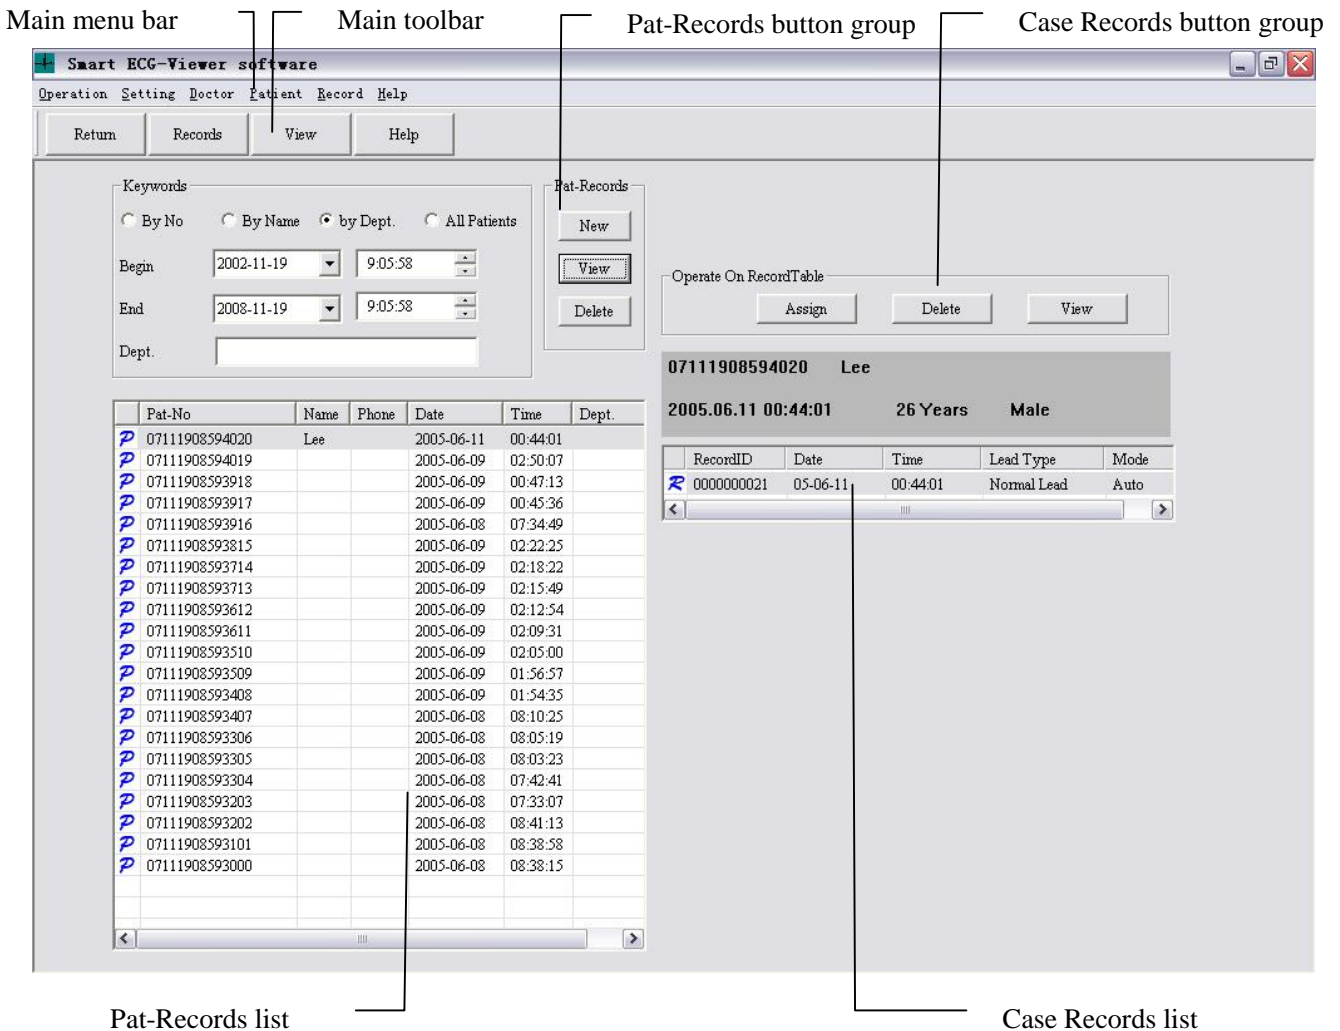 Main menu bar Main toolbar Pat-Records button group Case Records button group
Smart ECG-Viewer software
Operation Setting Doctor Patient Record Help
Return Records View Help
Keywords Pat-Records
By No By Name by Dept. All Patients New
Begin 2002-11-19 9:05:58 View
Operate On RecordTable
End 2008-11-19 9:05:58 Delete Assign Delete View
Dept.
07111908594020 Lee
2005.06.11 00:44:01 26 Years Male
Pat-No Name Phone Date Time Dept.
P 07111908594020 Lee 2005-06-11 00:44:01
P 07111908594019 2005-06-09 02:50:07
P 07111908593918 2005-06-09 00:47:13
P 07111908593917 2005-06-09 00:45:36
P 07111908593916 2005-06-08 07:34:49
P 07111908593815 2005-06-09 02:22:25
P 07111908593714 2005-06-09 02:18:22
P 07111908593713 2005-06-09 02:15:49
P 07111908593612 2005-06-09 02:12:54
P 07111908593611 2005-06-09 02:09:31
P 07111908593510 2005-06-09 02:05:00
P 07111908593509 2005-06-09 01:56:57
P 07111908593408 2005-06-09 01:54:35
P 07111908593407 2005-06-08 08:10:25
P 07111908593306 2005-06-08 08:05:19
P 07111908593305 2005-06-08 08:03:23
P 07111908593304 2005-06-08 07:42:41
P 07111908593203 2005-06-08 07:33:07
P 07111908593202 2005-06-08 08:41:13
P 07111908593101 2005-06-08 08:38:58
P 07111908593000 2005-06-08 08:38:15
RecordID Date Time Lead Type Mode
R 0000000021 05-06-11 00:44:01 Normal Lead Auto
Pat-Records list Case Records list